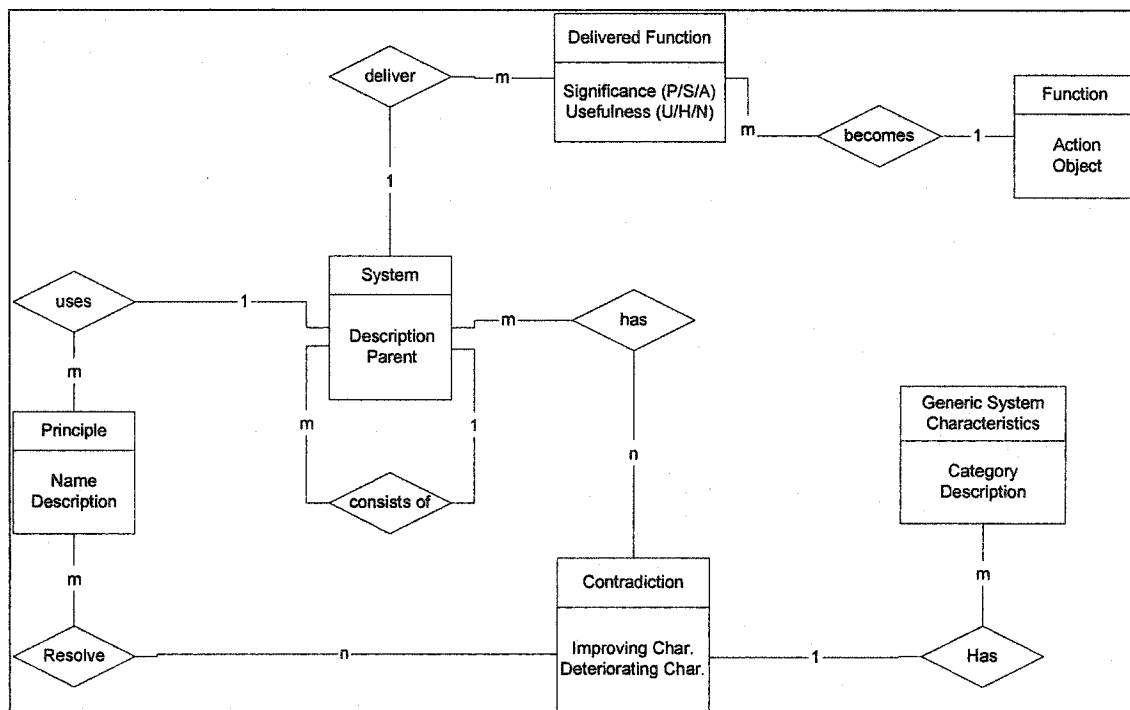 Delivered Function
Significance (P/S/A)
Usefulness (U/H/N)
deliver
m
m
becomes
1
Function
Action
Object
1
System
Description
Parent
uses
1
m
has
m
m
1
consists of
n
Principle
Name
Description
Generic System
Characteristics
Category
Description
m
m
Contradiction
Improving Char.
Deteriorating Char.
Resolve
n
1
Has